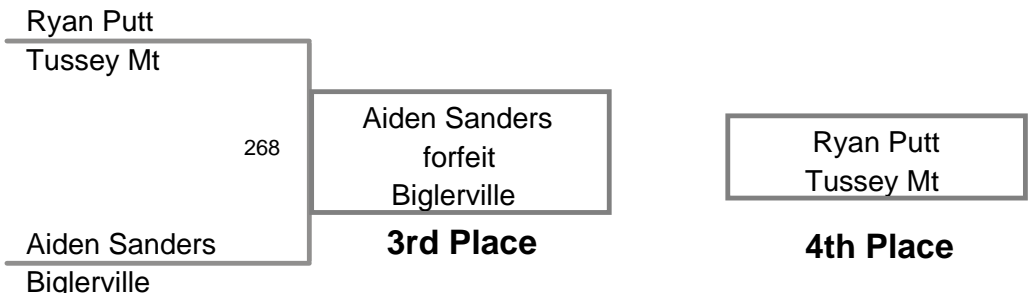 Ryan Putt
Tussey Mt
268
Aiden Sanders
Biglerville
Aiden Sanders
forfeit
Biglerville
3rd Place
Ryan Putt
Tussey Mt
4th Place